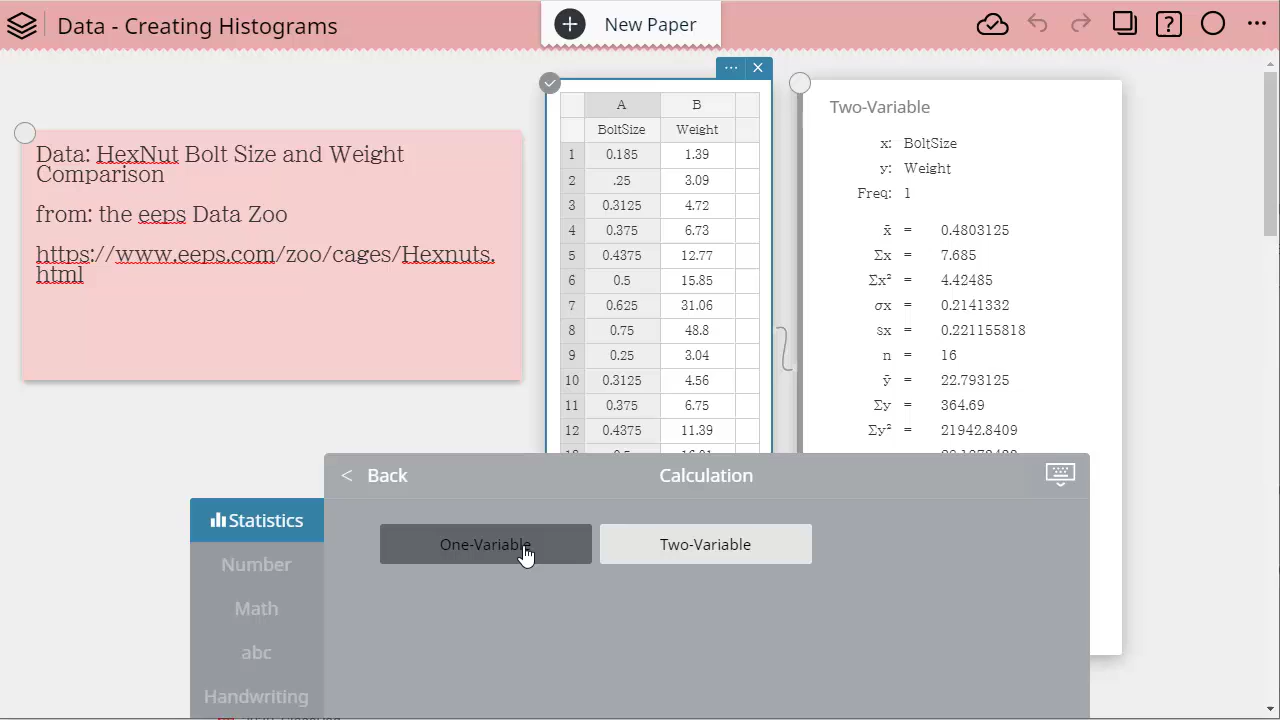 Data - Creating Histograms
New Paper
Data: HexNut Bolt Size and Weight
Comparison
from: the eeps Data Zoo
https://www.eeps.com/zoo/cages/Hexnuts.
html
A B
BoltSize Weight
1 0.185 1.39
2 .25 3.09
3 0.3125 4.72
4 0.375 6.73
5 0.4375 12.77
6 0.5 15.85
7 0.625 31.06
8 0.75 48.8
9 0.25 3.04
10 0.3125 4.56
11 0.375 6.75
12 0.4375 11.39
Two-Variable
x: BoltSize
y: Weight
Freq: 1
x̄ = 0.4803125
Σx = 7.685
Σx² = 4.42485
σx = 0.2141332
sx = 0.221155818
n = 16
ȳ = 22.793125
Σy = 364.69
Σy² = 21942.8409
< Back
Calculation
One-Variable
Two-Variable
Statistics
Number
Math
abc
Handwriting